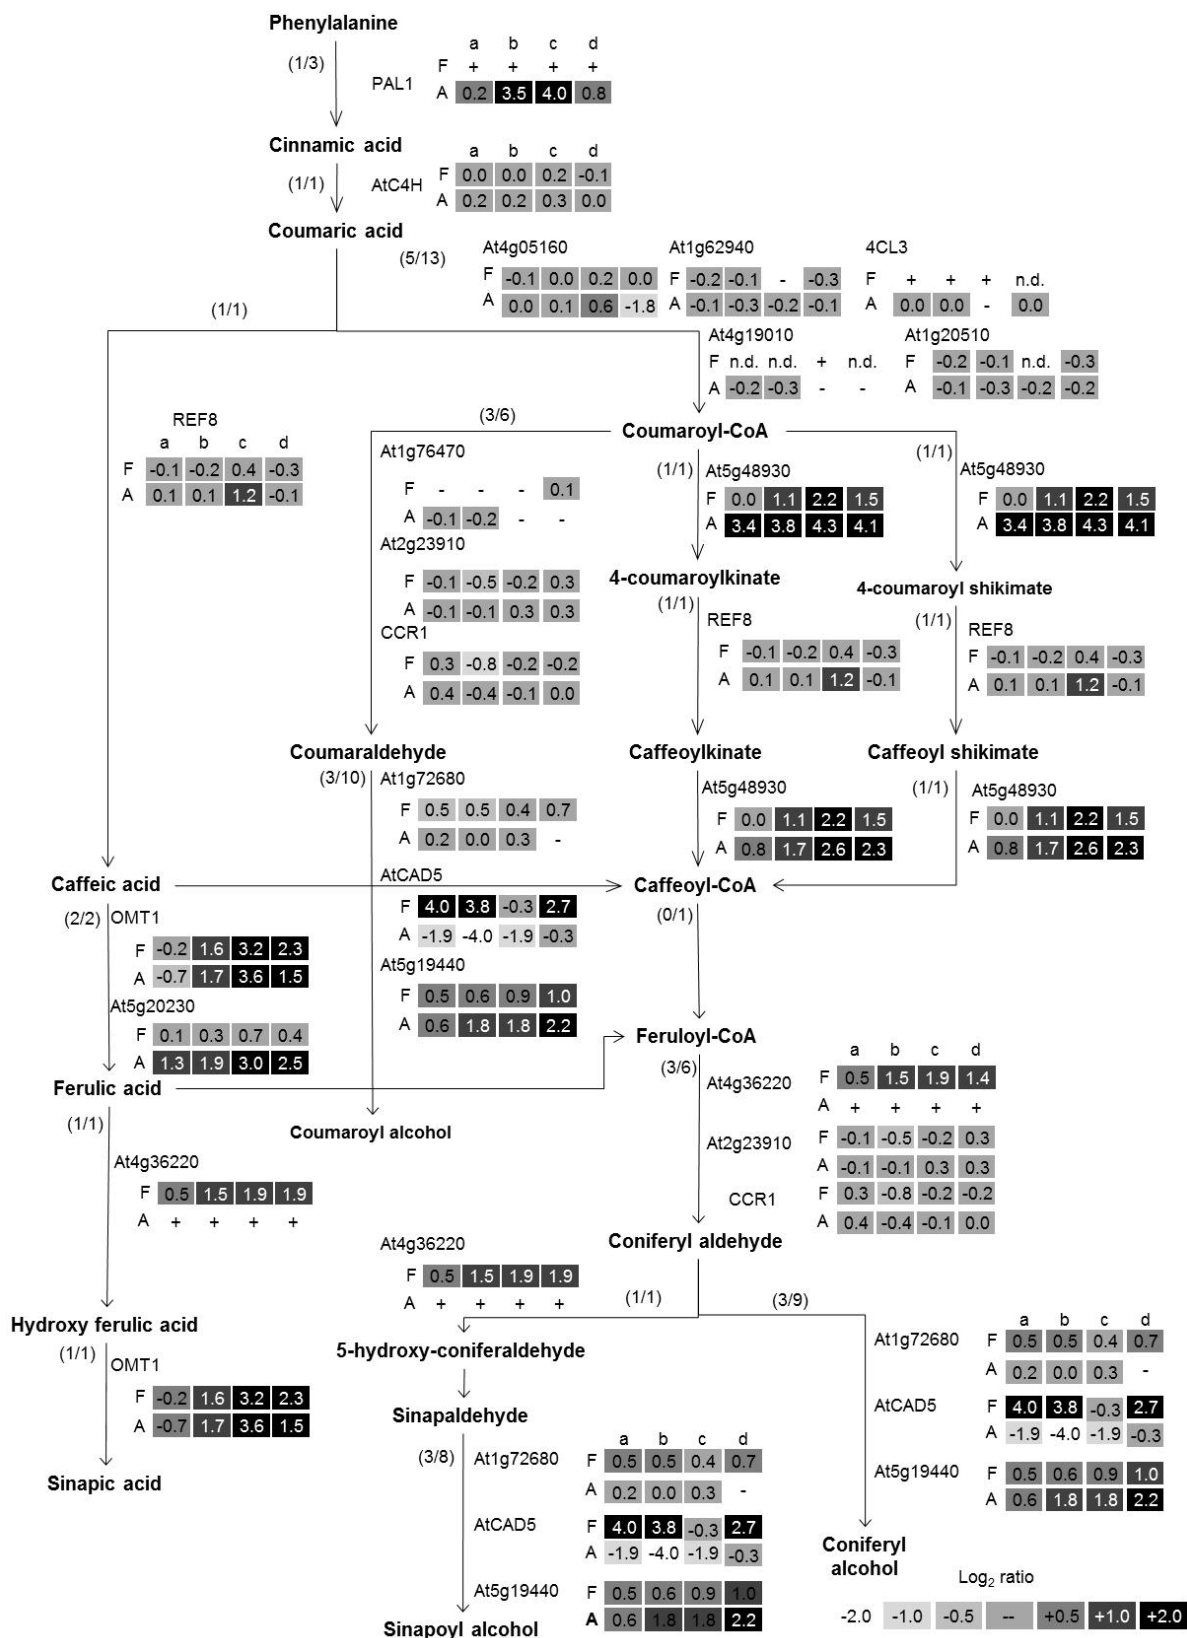 Phenylalanine
(1/3)
a b c d
F + + + +
PAL1
A 0.2 3.5 4.0 0.8
Cinnamic acid
(1/1)
a b c d
AtC4H
F 0.0 0.0 0.2 -0.1
A 0.2 0.2 0.3 0.0
Coumaric acid
(5/13)
At4g05160
F -0.1 0.0 0.2 0.0
A 0.0 0.1 0.6 -1.8
At1g62940
F -0.2 -0.1 - -0.3
A -0.1 -0.3 -0.2 -0.1
4CL3
F + + + n.d.
A 0.0 0.0 - 0.0
(1/1)
At4g19010
F n.d. n.d. + n.d.
A -0.2 -0.3 - -
At1g20510
F -0.2 -0.1 n.d. -0.3
A -0.1 -0.3 -0.2 -0.2
REF8
a b c d
F -0.1 -0.2 0.4 -0.3
A 0.1 0.1 1.2 -0.1
(3/6)
Coumaroyl-CoA
At1g76470
F - - - 0.1
A -0.1 -0.2 - -
At2g23910
F -0.1 -0.5 -0.2 0.3
A -0.1 -0.1 0.3 0.3
CCR1
F 0.3 -0.8 -0.2 -0.2
A 0.4 -0.4 -0.1 0.0
(1/1)
At5g48930
F 0.0 1.1 2.2 1.5
A 3.4 3.8 4.3 4.1
(1/1)
At5g48930
F 0.0 1.1 2.2 1.5
A 3.4 3.8 4.3 4.1
4-coumaroylkinate
(1/1)
REF8
F -0.1 -0.2 0.4 -0.3
A 0.1 0.1 1.2 -0.1
4-coumaroyl shikimate
(1/1)
REF8
F -0.1 -0.2 0.4 -0.3
A 0.1 0.1 1.2 -0.1
Coumaraldehyde
(3/10)
At1g72680
F 0.5 0.5 0.4 0.7
A 0.2 0.0 0.3 -
AtCAD5
F 4.0 3.8 -0.3 2.7
A -1.9 -4.0 -1.9 -0.3
At5g19440
F 0.5 0.6 0.9 1.0
A 0.6 1.8 1.8 2.2
Caffeoylkinate
At5g48930
F 0.0 1.1 2.2 1.5
A 0.8 1.7 2.6 2.3
Caffeoyl shikimate
(1/1)
At5g48930
F 0.0 1.1 2.2 1.5
A 0.8 1.7 2.6 2.3
Caffeic acid
(2/2)
OMT1
F -0.2 1.6 3.2 2.3
A -0.7 1.7 3.6 1.5
At5g20230
F 0.1 0.3 0.7 0.4
A 1.3 1.9 3.0 2.5
Caffeoyl-CoA
(0/1)
Feruloyl-CoA
(3/6)
a b c d
At4g36220
F 0.5 1.5 1.9 1.4
A + + + +
At2g23910
F -0.1 -0.5 -0.2 0.3
A -0.1 -0.1 0.3 0.3
CCR1
F 0.3 -0.8 -0.2 -0.2
A 0.4 -0.4 -0.1 0.0
Ferulic acid
(1/1)
Coumaroyl alcohol
At4g36220
F 0.5 1.5 1.9 1.9
A + + + +
Coniferyl aldehyde
At4g36220
F 0.5 1.5 1.9 1.9
A + + + +
(1/1)
(3/9)
Hydroxy ferulic acid
(1/1)
OMT1
F -0.2 1.6 3.2 2.3
A -0.7 1.7 3.6 1.5
Sinapic acid
5-hydroxy-coniferaldehyde
Sinapaldehyde
(3/8)
a b c d
At1g72680
F 0.5 0.5 0.4 0.7
A 0.2 0.0 0.3 -
AtCAD5
F 4.0 3.8 -0.3 2.7
A -1.9 -4.0 -1.9 -0.3
At5g19440
F 0.5 0.6 0.9 1.0
A 0.6 1.8 1.8 2.2
Sinapoyl alcohol
a b c d
At1g72680
F 0.5 0.5 0.4 0.7
A 0.2 0.0 0.3 -
AtCAD5
F 4.0 3.8 -0.3 2.7
A -1.9 -4.0 -1.9 -0.3
At5g19440
F 0.5 0.6 0.9 1.0
A 0.6 1.8 1.8 2.2
Coniferyl
alcohol
Log2 ratio
-2.0 -1.0 -0.5 -- +0.5 +1.0 +2.0